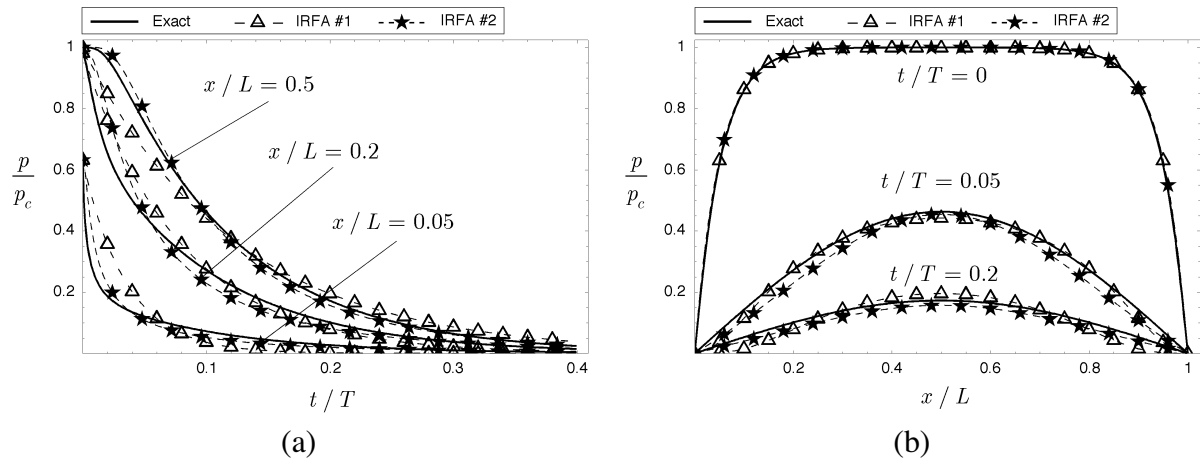 Exact IRFA #1 IRFA #2
1
0.8
0.6
0.4
0.2
p
p_c
x / L = 0.5
x / L = 0.2
x / L = 0.05
0.1 0.2 0.3 0.4
t / T
(a)
Exact IRFA #1 IRFA #2
1
0.8
0.6
0.4
0.2
p
p_c
t / T = 0
t / T = 0.05
t / T = 0.2
0.2 0.4 0.6 0.8 1
x / L
(b)